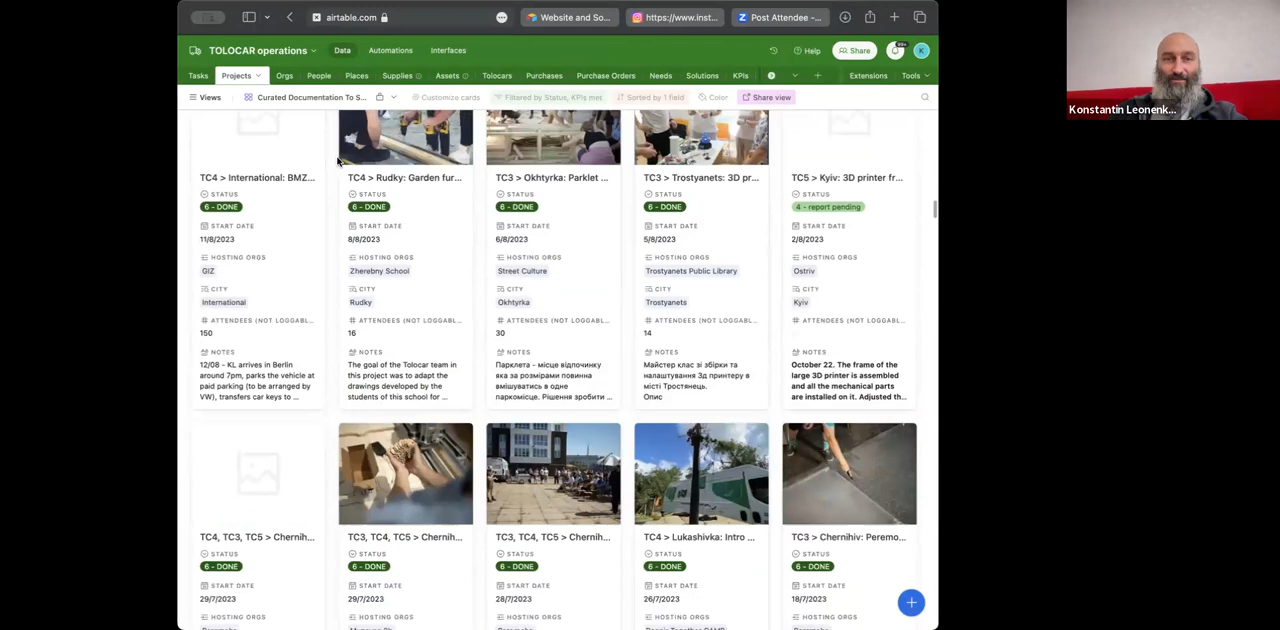 airtable.com
Website and So...
https://www.inst...
Post Attendee -...
TOLOCAR operations
Data
Automations
Interfaces
Help
Share
99+
K
Tasks
Projects
Orgs
People
Places
Supplies
Assets
Tolocars
Purchases
Purchase Orders
Needs
Solutions
KPIs
Extensions
Tools
Views
Curated Documentation To S...
Customize cards
Filtered by Status, KPIs met
Sorted by 1 field
Color
Share view
Konstantin Leonenk...
TC4 > International: BMZ...
STATUS
6 - DONE
START DATE
11/8/2023
HOSTING ORGS
GIZ
CITY
International
ATTENDEES (NOT LOGGABL...
150
NOTES
12/08 - KL arrives in Berlin
around 7pm, parks the vehicle at
paid parking (to be arranged by
VW), transfers car keys to ...
TC4 > Rudky: Garden fur...
STATUS
6 - DONE
START DATE
8/8/2023
HOSTING ORGS
Zherebny School
CITY
Rudky
ATTENDEES (NOT LOGGABL...
16
NOTES
The goal of the Tolocar team in
this project was to adapt the
drawings developed by the
students of this school for ...
TC3 > Okhtyrka: Parklet ...
STATUS
6 - DONE
START DATE
6/8/2023
HOSTING ORGS
Street Culture
CITY
Okhtyrka
ATTENDEES (NOT LOGGABL...
30
NOTES
Парклета - місце відпочинку
яка за розмірами повинна
вміщуватись в одне
паркомісце. Рішення зробити ...
TC3 > Trostyanets: 3D pr...
STATUS
6 - DONE
START DATE
5/8/2023
HOSTING ORGS
Trostyanets Public Library
CITY
Trostyanets
ATTENDEES (NOT LOGGABL...
14
NOTES
Майстер клас зі збірки та
налаштування 3д принтеру в
місті Тростянець.
Опис
TC5 > Kyiv: 3D printer fr...
STATUS
4 - report pending
START DATE
2/8/2023
HOSTING ORGS
Ostriv
CITY
Kyiv
ATTENDEES (NOT LOGGABL...
NOTES
October 22. The frame of the
large 3D printer is assembled
and all the mechanical parts
are installed on it. Adjusted th...
TC4, TC3, TC5 > Chernih...
STATUS
6 - DONE
START DATE
29/7/2023
HOSTING ORGS
TC3, TC4, TC5 > Chernih...
STATUS
6 - DONE
START DATE
29/7/2023
HOSTING ORGS
TC3, TC4, TC5 > Chernih...
STATUS
6 - DONE
START DATE
28/7/2023
HOSTING ORGS
TC4 > Lukashivka: Intro ...
STATUS
6 - DONE
START DATE
26/7/2023
HOSTING ORGS
TC3 > Chernihiv: Peremo...
STATUS
6 - DONE
START DATE
18/7/2023
HOSTING ORGS